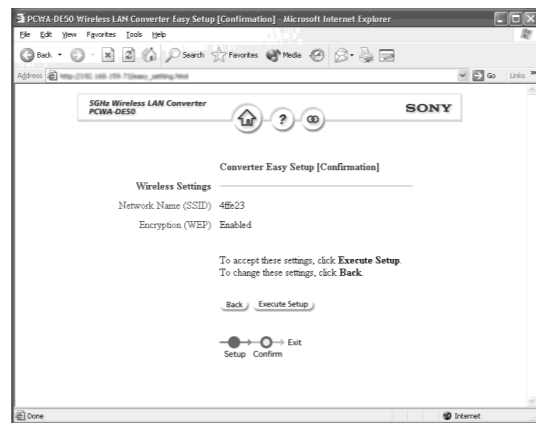 PCWA-DE50 Wireless LAN Converter Easy Setup [Confirmation] - Microsoft Internet Explorer
File Edit View Favorites Tools Help
Back Search Favorites Media
Address Go Links »
5GHz Wireless LAN Converter
PCWA-DE50
SONY
Converter Easy Setup [Confirmation]
Wireless Settings
Network Name (SSID) 4ffe23
Encryption (WEP) Enabled
To accept these settings, click Execute Setup.
To change these settings, click Back.
Back Execute Setup
Exit
Setup Confirm
Done Internet